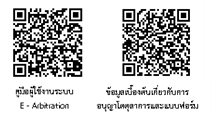 คู่มือผู้ใช้งานระบบ
E - Arbitration
ข้อมูลเบื้องต้นเกี่ยวกับการ
อนุญาโตตุลาการและแบบฟอร์ม